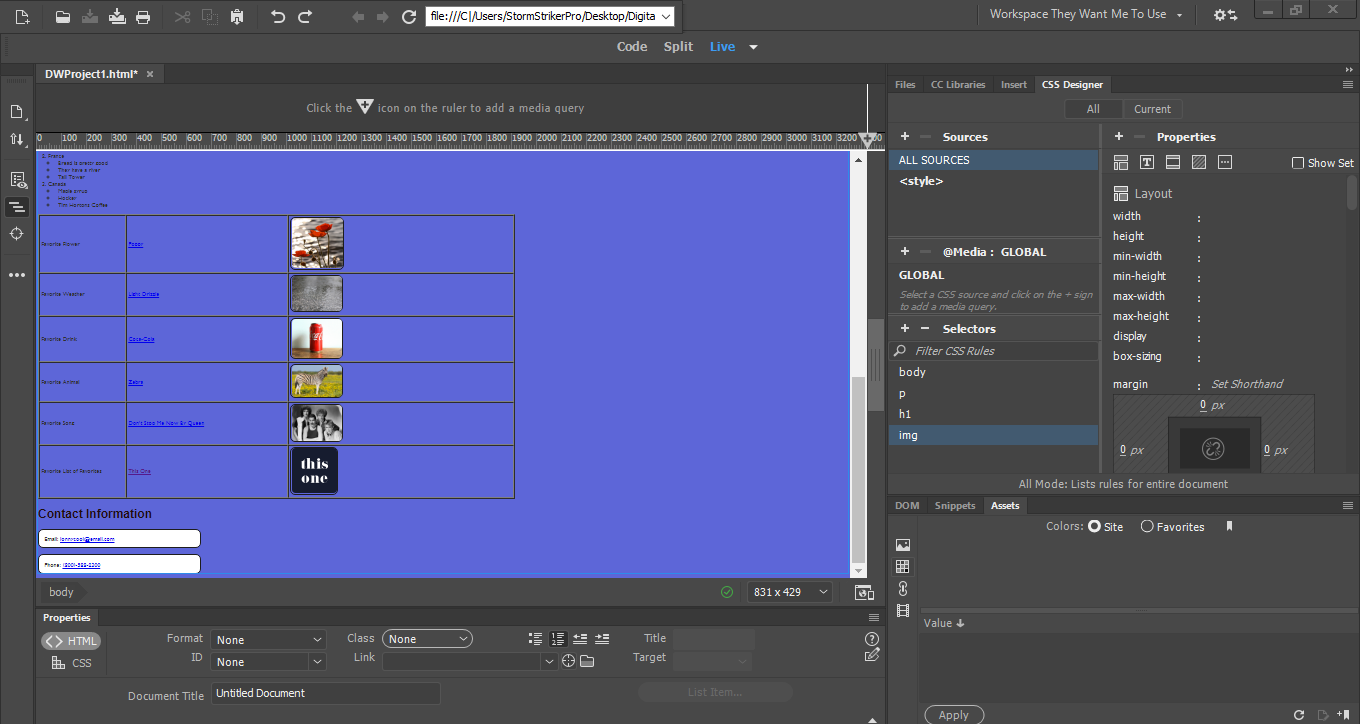 file:///C|/Users/StormStrikerPro/Desktop/Digita
Workspace They Want Me To Use
Code Split Live
DWProject1.html*
Click the icon on the ruler to add a media query
0 100 200 300 400 500 600 700 800 900 1000 1100 1200 1300 1400 1500 1600 1700 1800 1900 2000 2100 2200 2300 2400 2500 2600 2700 2800 2900 3000 3100 3200
2. France
Bread is pretty good
They have a river
Tall Tower
3. Canada
Maple syrup
Hockey
Tim Hortons Coffee
Favorite Flower Poppy
Favorite Weather Light Drizzle
Favorite Drink Coca-Cola
Favorite Animal Zebra
Favorite Song Don't Stop Me Now By Queen
Favorite List of Favorites This One
this
one
Contact Information
Email:
Phone:
body
831 x 429
Properties
HTML
CSS
Format None
ID None
Class None
Link
Title
Target
Document Title Untitled Document
List Item...
Files CC Libraries Insert CSS Designer
All Current
Sources
ALL SOURCES
<style>
@Media : GLOBAL
GLOBAL
Select a CSS source and click on the + sign
to add a media query.
Selectors
Filter CSS Rules
body
p
h1
img
Properties
Show Set
Layout
width :
height :
min-width :
min-height :
max-width :
max-height :
display :
box-sizing :
margin : Set Shorthand
0 px
0 px 0 px
All Mode: Lists rules for entire document
DOM Snippets Assets
Colors: Site Favorites
Value
Apply